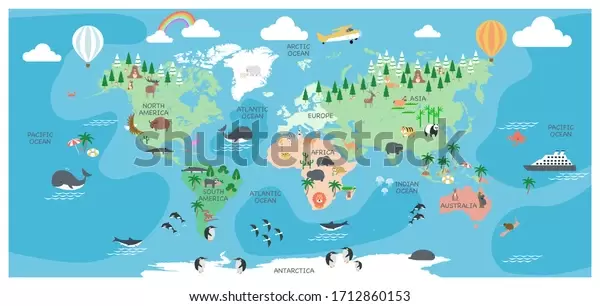 ARCTIC
OCEAN
NORTH
AMERICA
ATLANTIC
OCEAN
EUROPE
ASIA
PACIFIC
OCEAN
PACIFIC
OCEAN
AFRICA
SOUTH
AMERICA
ATLANTIC
OCEAN
INDIAN
OCEAN
AUSTRALIA
ANTARCTICA
shutterstock
www.shutterstock.com · 1712860153